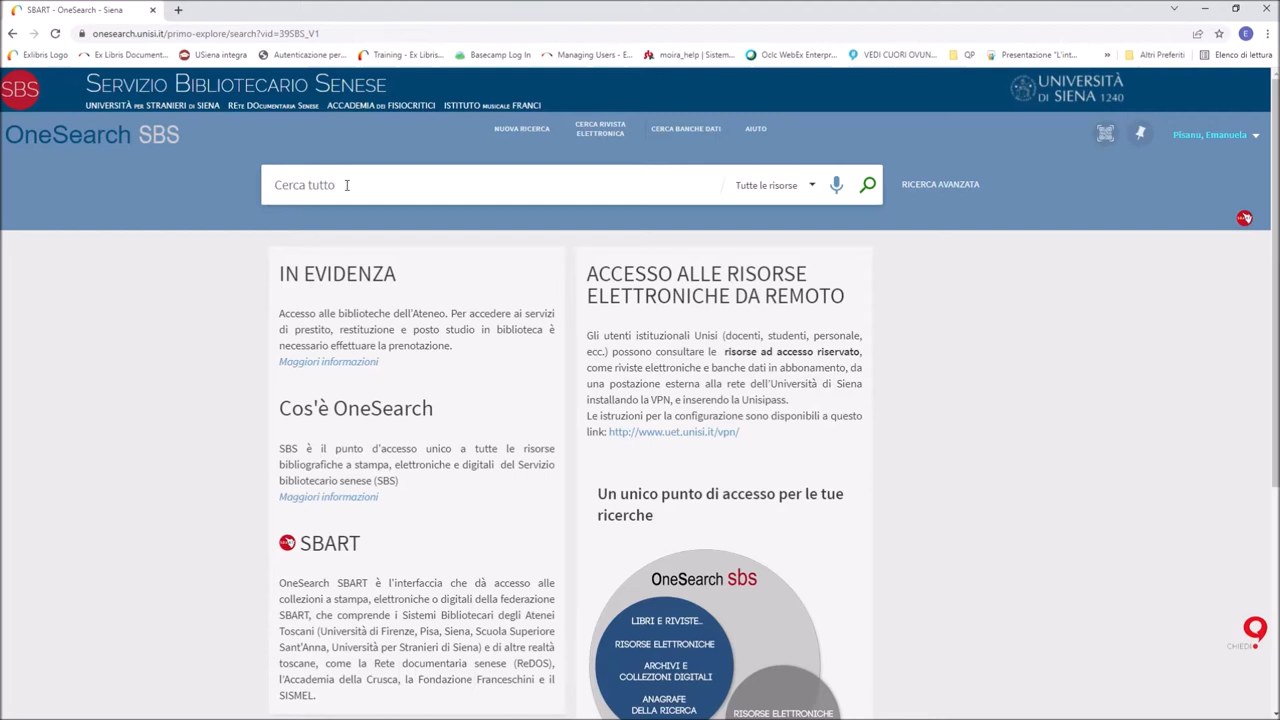 SBART - OneSearch - Siena
onesearch.unisi.it/primo-explore/search?vid=39SBS_V1
Exlibris Logo
Ex Libris Document...
USiena integra
Autenticazione per...
Training - Ex Libris...
Basecamp Log In
Managing Users - E...
moira_help | Sistem...
Oclc WebEx Enterpr...
VEDI CUORI OVUN...
QP
Presentazione "L'int...
»
Altri Preferiti
Elenco di lettura
SBS
SERVIZIO BIBLIOTECARIO SENESE
UNIVERSITÀ PER STRANIERI DI SIENA REte DOcumentaria Senese ACCADEMIA DEI FISIOCRITICI ISTITUTO MUSICALE FRANCI
UNIVERSITÀ
DI SIENA 1240
OneSearch SBS
NUOVA RICERCA
CERCA RIVISTA
ELETTRONICA
CERCA BANCHE DATI
AIUTO
Pisanu, Emanuela
Cerca tutto
Tutte le risorse
RICERCA AVANZATA
IN EVIDENZA
Accesso alle biblioteche dell'Ateneo. Per accedere ai servizi
di prestito, restituzione e posto studio in biblioteca è
necessario effettuare la prenotazione.
Maggiori informazioni
Cos'è OneSearch
SBS è il punto d'accesso unico a tutte le risorse
bibliografiche a stampa, elettroniche e digitali del Servizio
bibliotecario senese (SBS)
Maggiori informazioni
SBART
OneSearch SBART è l'interfaccia che dà accesso alle
collezioni a stampa, elettroniche o digitali della federazione
SBART, che comprende i Sistemi Bibliotecari degli Atenei
Toscani (Università di Firenze, Pisa, Siena, Scuola Superiore
Sant'Anna, Università per Stranieri di Siena) e di altre realtà
toscane, come la Rete documentaria senese (ReDOS),
l'Accademia della Crusca, la Fondazione Franceschini e il
SISMEL.
ACCESSO ALLE RISORSE
ELETTRONICHE DA REMOTO
Gli utenti istituzionali Unisi (docenti, studenti, personale,
ecc.) possono consultare le risorse ad accesso riservato,
come riviste elettroniche e banche dati in abbonamento, da
una postazione esterna alla rete dell'Università di Siena
installando la VPN, e inserendo la Unisipass.
Le istruzioni per la configurazione sono disponibili a questo
link: http://www.uet.unisi.it/vpn/
Un unico punto di accesso per le tue
ricerche
OneSearch sbs
LIBRI E RIVISTE...
RISORSE ELETTRONICHE
ARCHIVI E
COLLEZIONI DIGITALI
ANAGRAFE
DELLA RICERCA
RISORSE ELETTRONICHE
CHIEDI